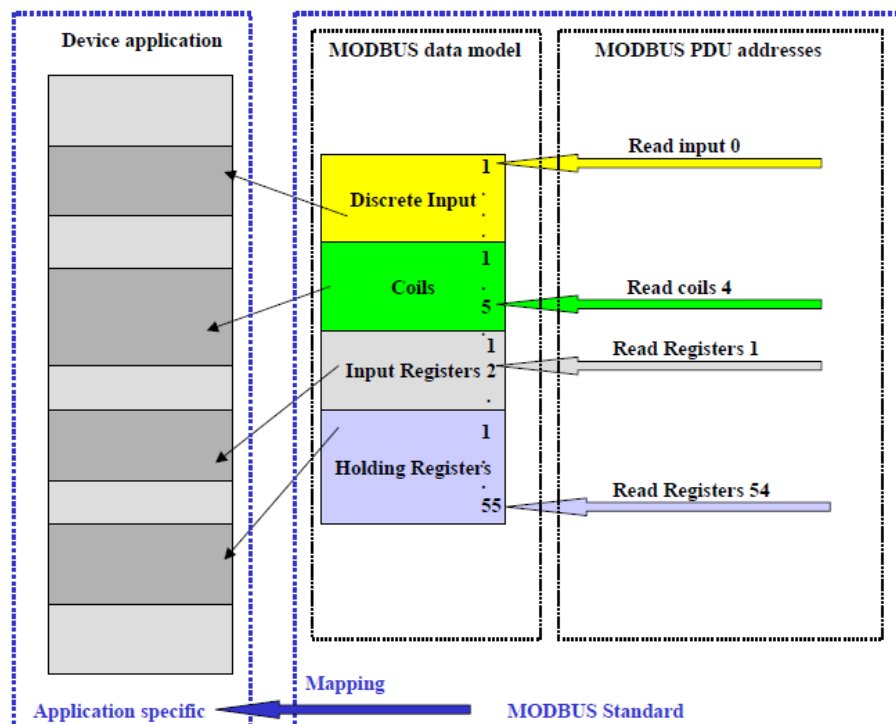 Device application
MODBUS data model
MODBUS PDU addresses
1
.
Discrete Input
.
.
Read input 0
1
.
Coils
5
.
Read coils 4
1
Input Registers 2
.
Read Registers 1
1
.
Holding Registers
.
55
Read Registers 54
Mapping
Application specific
MODBUS Standard